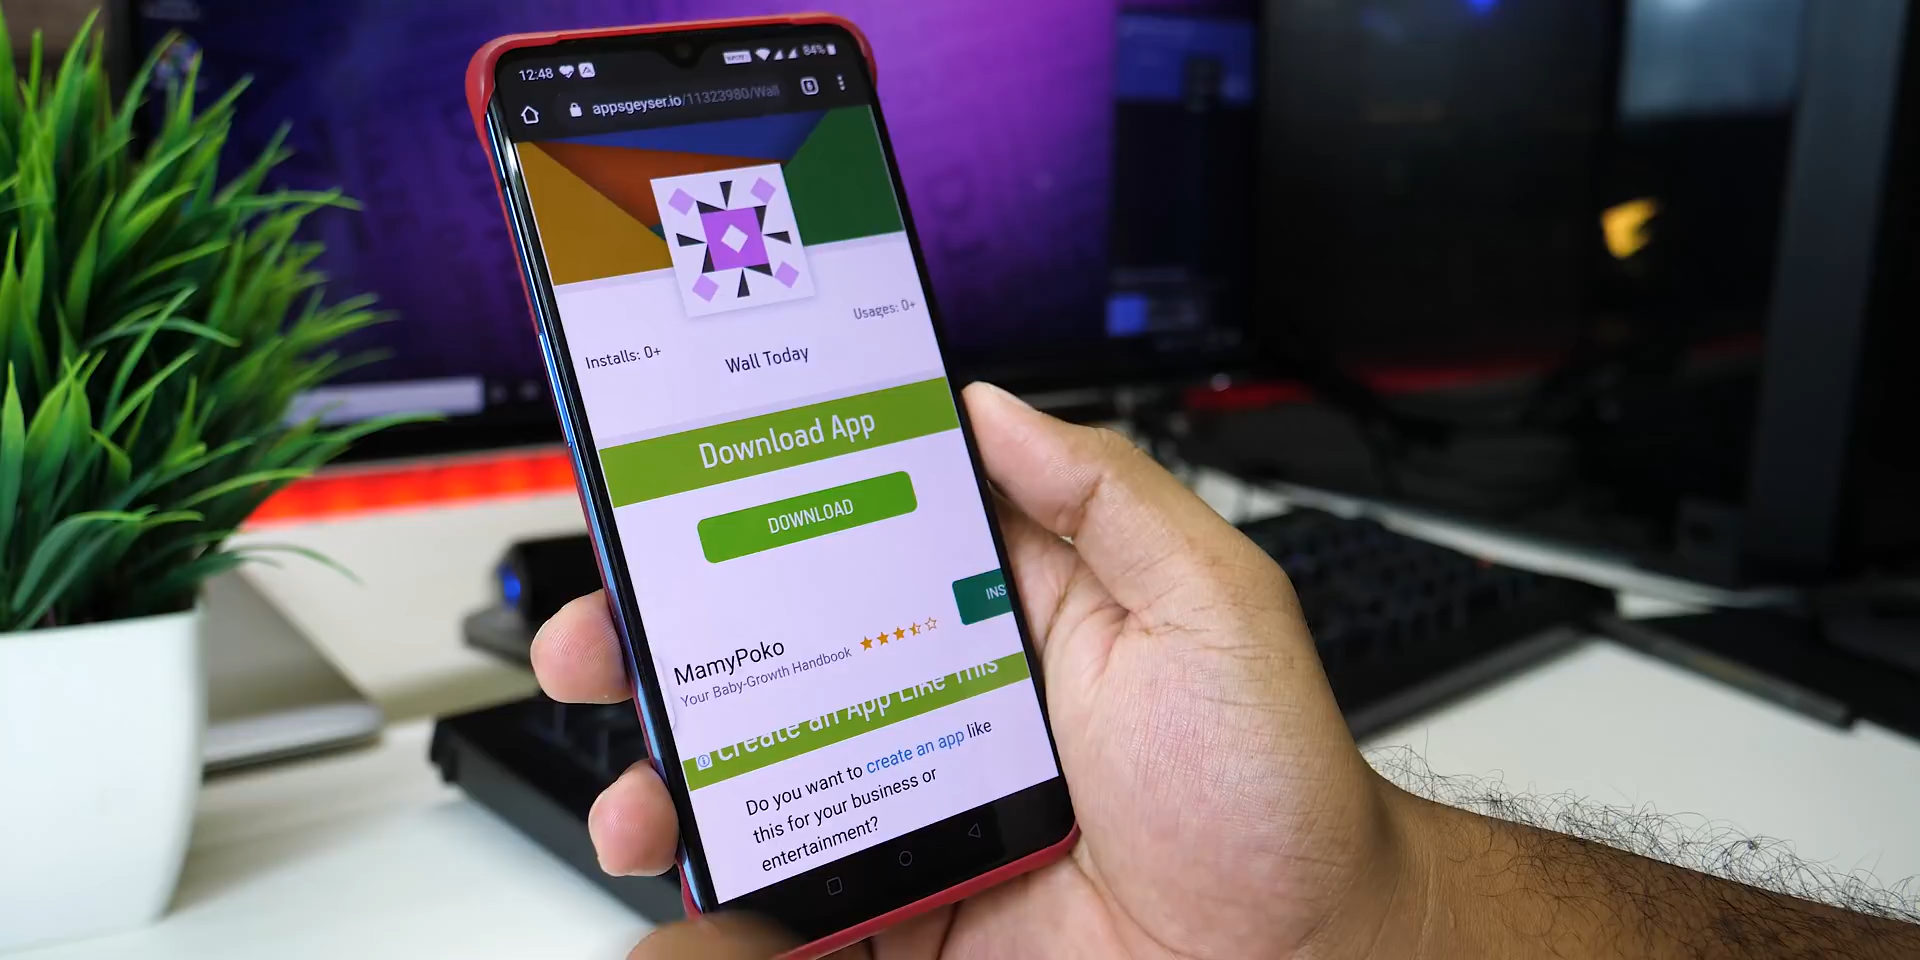 12:48
84%
appsgeyser.io/11323980/Wall
Usages: 0+
Installs: 0+
Wall Today
Download App
DOWNLOAD
INS
MamyPoko
Your Baby-Growth Handbook
Create an App Like This
Do you want to create an app like
this for your business or
entertainment?